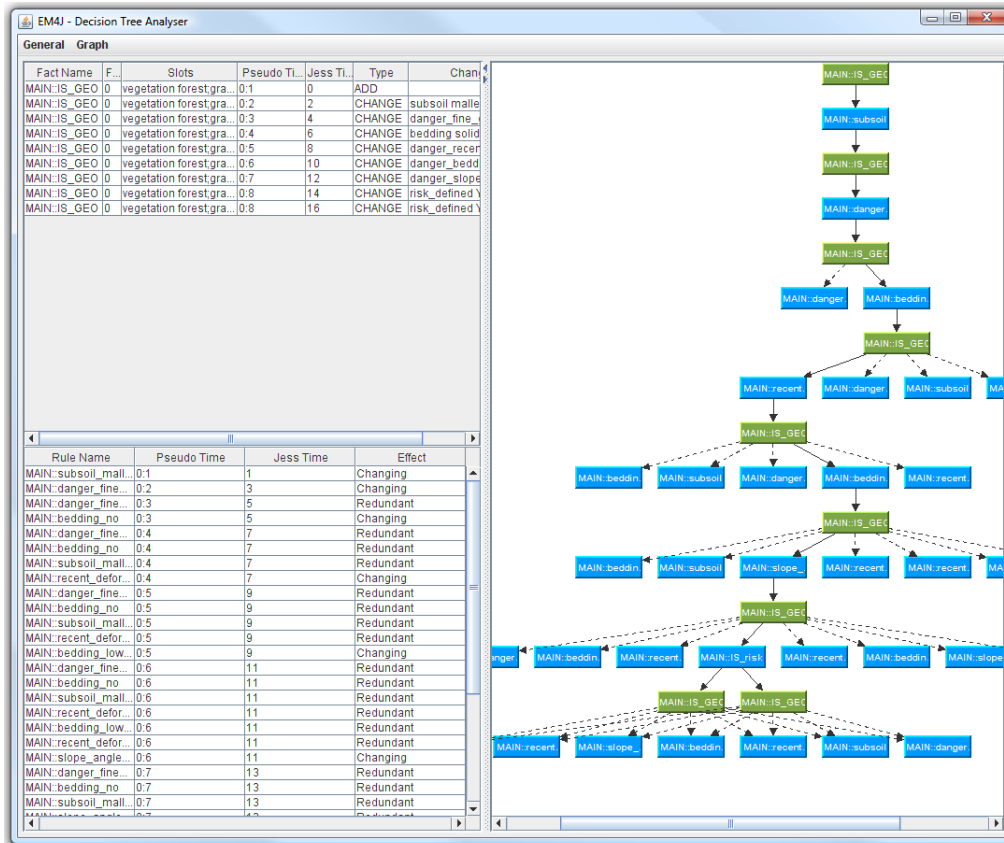 EM4J - Decision Tree Analyser
General Graph
Fact Name F... Slots Pseudo Ti... Jess Ti... Type Chan
MAIN::IS_GEO 0 vegetation forest;gra... 0:1 0 ADD
MAIN::IS_GEO 0 vegetation forest;gra... 0:2 2 CHANGE subsoil malle
MAIN::IS_GEO 0 vegetation forest;gra... 0:3 4 CHANGE danger_fine_
MAIN::IS_GEO 0 vegetation forest;gra... 0:4 6 CHANGE bedding solid
MAIN::IS_GEO 0 vegetation forest;gra... 0:5 8 CHANGE danger_recen
MAIN::IS_GEO 0 vegetation forest;gra... 0:6 10 CHANGE danger_bedd
MAIN::IS_GEO 0 vegetation forest;gra... 0:7 12 CHANGE danger_slope
MAIN::IS_GEO 0 vegetation forest;gra... 0:8 14 CHANGE risk_defined Y
MAIN::IS_GEO 0 vegetation forest;gra... 0:8 16 CHANGE risk_defined Y
Rule Name Pseudo Time Jess Time Effect
MAIN::subsoil_mall... 0:1 1 Changing
MAIN::danger_fine... 0:2 3 Changing
MAIN::danger_fine... 0:3 5 Redundant
MAIN::bedding_no 0:3 5 Changing
MAIN::danger_fine... 0:4 7 Redundant
MAIN::bedding_no 0:4 7 Redundant
MAIN::subsoil_mall... 0:4 7 Redundant
MAIN::recent_defor... 0:4 7 Changing
MAIN::danger_fine... 0:5 9 Redundant
MAIN::bedding_no 0:5 9 Redundant
MAIN::subsoil_mall... 0:5 9 Redundant
MAIN::recent_defor... 0:5 9 Redundant
MAIN::bedding_low... 0:5 9 Changing
MAIN::danger_fine... 0:6 11 Redundant
MAIN::bedding_no 0:6 11 Redundant
MAIN::subsoil_mall... 0:6 11 Redundant
MAIN::recent_defor... 0:6 11 Redundant
MAIN::bedding_low... 0:6 11 Redundant
MAIN::recent_defor... 0:6 11 Redundant
MAIN::slope_angle... 0:6 11 Changing
MAIN::danger_fine... 0:7 13 Redundant
MAIN::bedding_no 0:7 13 Redundant
MAIN::subsoil_mall... 0:7 13 Redundant
MAIN::IS_GEO
MAIN::subsoil
MAIN::IS_GEO
MAIN::danger.
MAIN::IS_GEO
MAIN::danger. MAIN::beddin.
MAIN::IS_GEO
MAIN::recent. MAIN::danger. MAIN::subsoil MA
MAIN::IS_GEO
MAIN::beddin. MAIN::subsoil MAIN::danger. MAIN::beddin. MAIN::recent.
MAIN::IS_GEO
MAIN::beddin. MAIN::subsoil MAIN::slope_ MAIN::recent. MAIN::recent. MA
MAIN::IS_GEO
anger. MAIN::beddin. MAIN::recent. MAIN::IS_risk MAIN::recent. MAIN::beddin. MAIN::slope
MAIN::IS_GEO MAIN::IS_GEO
MAIN::recent. MAIN::slope_ MAIN::beddin. MAIN::recent. MAIN::subsoil MAIN::danger.